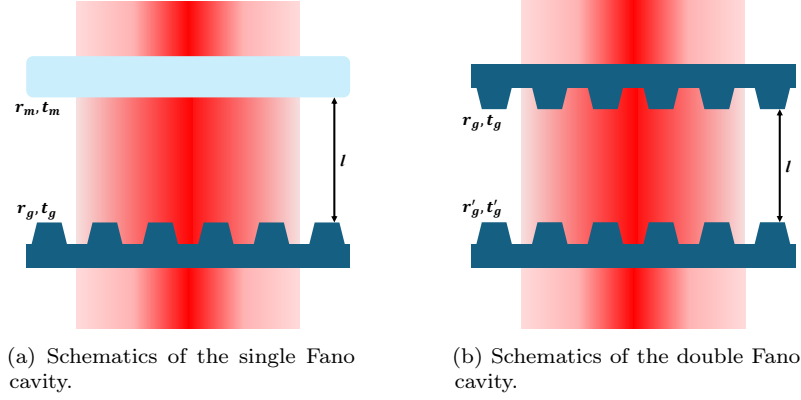 r_m, t_m
l
r_g, t_g
(a) Schematics of the single Fano
cavity.
r_g, t_g
l
r'_g, t'_g
(b) Schematics of the double Fano
cavity.